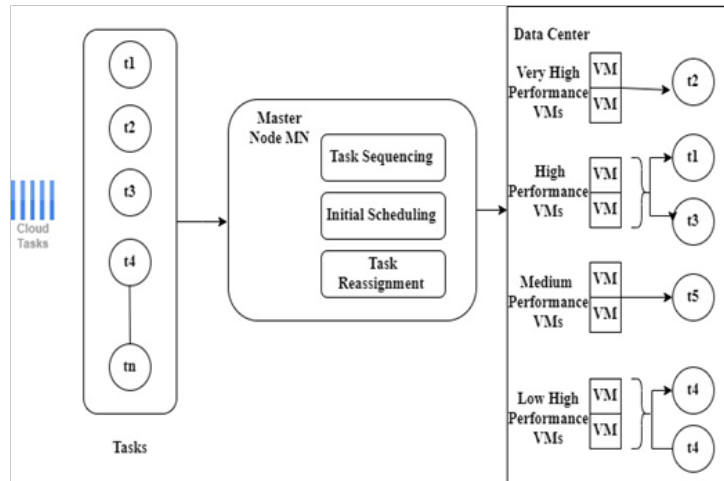 Cloud
Tasks
t1
t2
t3
t4
tn
Tasks
Master
Node MN
Task Sequencing
Initial Scheduling
Task
Reassignment
Data Center
Very High
Performance
VMs
VM
VM
t2
High
Performance
VMs
VM
VM
t1
t3
Medium
Performance
VMs
VM
VM
t5
Low High
Performance
VMs
VM
VM
t4
t4